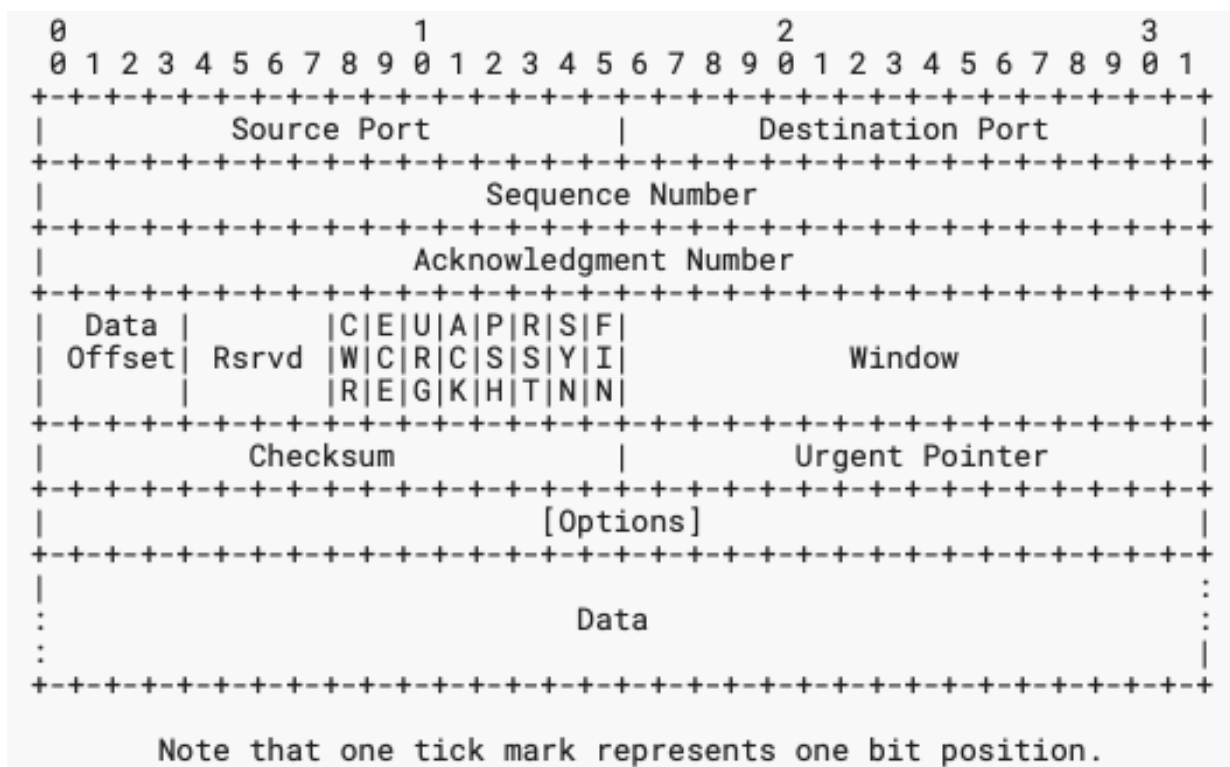 0                   1                   2                   3
 0 1 2 3 4 5 6 7 8 9 0 1 2 3 4 5 6 7 8 9 0 1 2 3 4 5 6 7 8 9 0 1
+-+-+-+-+-+-+-+-+-+-+-+-+-+-+-+-+-+-+-+-+-+-+-+-+-+-+-+-+-+-+-+-+
|          Source Port          |       Destination Port        |
+-+-+-+-+-+-+-+-+-+-+-+-+-+-+-+-+-+-+-+-+-+-+-+-+-+-+-+-+-+-+-+-+
|                        Sequence Number                        |
+-+-+-+-+-+-+-+-+-+-+-+-+-+-+-+-+-+-+-+-+-+-+-+-+-+-+-+-+-+-+-+-+
|                    Acknowledgment Number                      |
+-+-+-+-+-+-+-+-+-+-+-+-+-+-+-+-+-+-+-+-+-+-+-+-+-+-+-+-+-+-+-+-+
|  Data |       |C|E|U|A|P|R|S|F|                               |
| Offset| Rsrvd |W|C|R|C|S|S|Y|I|            Window             |
|       |       |R|E|G|K|H|T|N|N|                               |
+-+-+-+-+-+-+-+-+-+-+-+-+-+-+-+-+-+-+-+-+-+-+-+-+-+-+-+-+-+-+-+-+
|           Checksum            |         Urgent Pointer        |
+-+-+-+-+-+-+-+-+-+-+-+-+-+-+-+-+-+-+-+-+-+-+-+-+-+-+-+-+-+-+-+-+
|                           [Options]                           |
+-+-+-+-+-+-+-+-+-+-+-+-+-+-+-+-+-+-+-+-+-+-+-+-+-+-+-+-+-+-+-+-+
|                                                               :
:                             Data                              :
:                                                               |
+-+-+-+-+-+-+-+-+-+-+-+-+-+-+-+-+-+-+-+-+-+-+-+-+-+-+-+-+-+-+-+-+
Note that one tick mark represents one bit position.